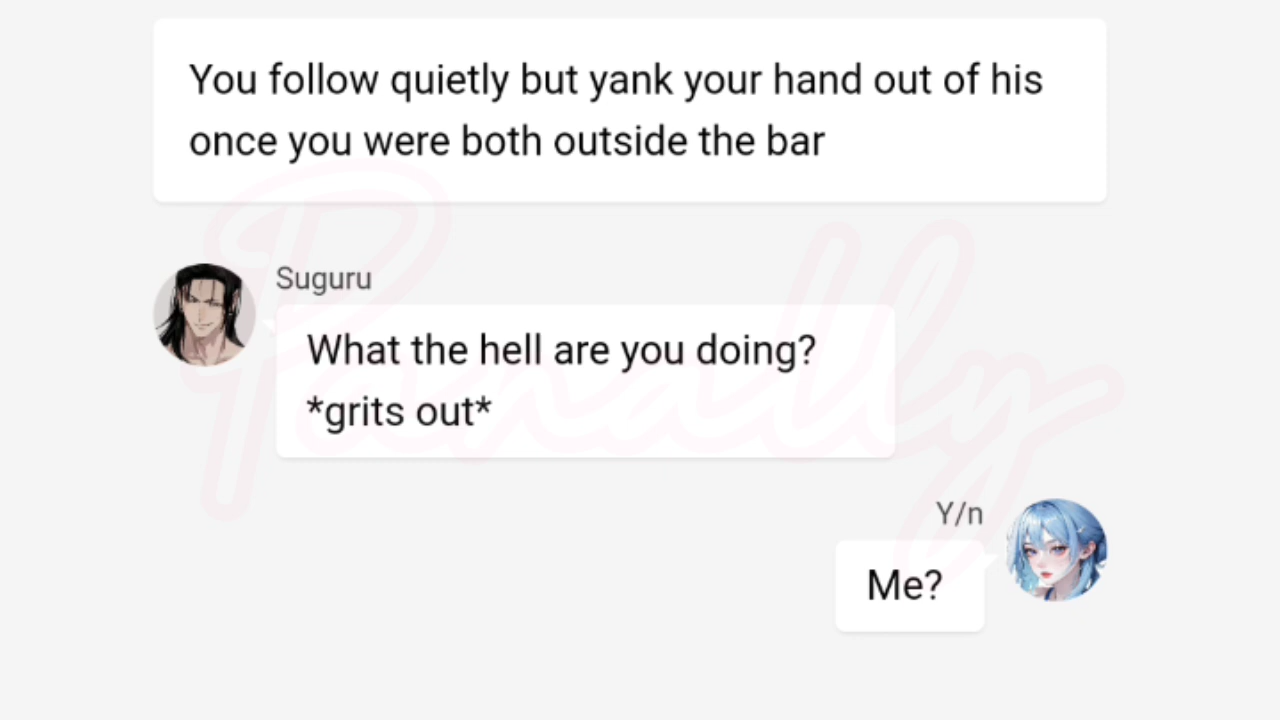 You follow quietly but yank your hand out of his
once you were both outside the bar
Suguru
What the hell are you doing?
*grits out*
Y/n
Me?